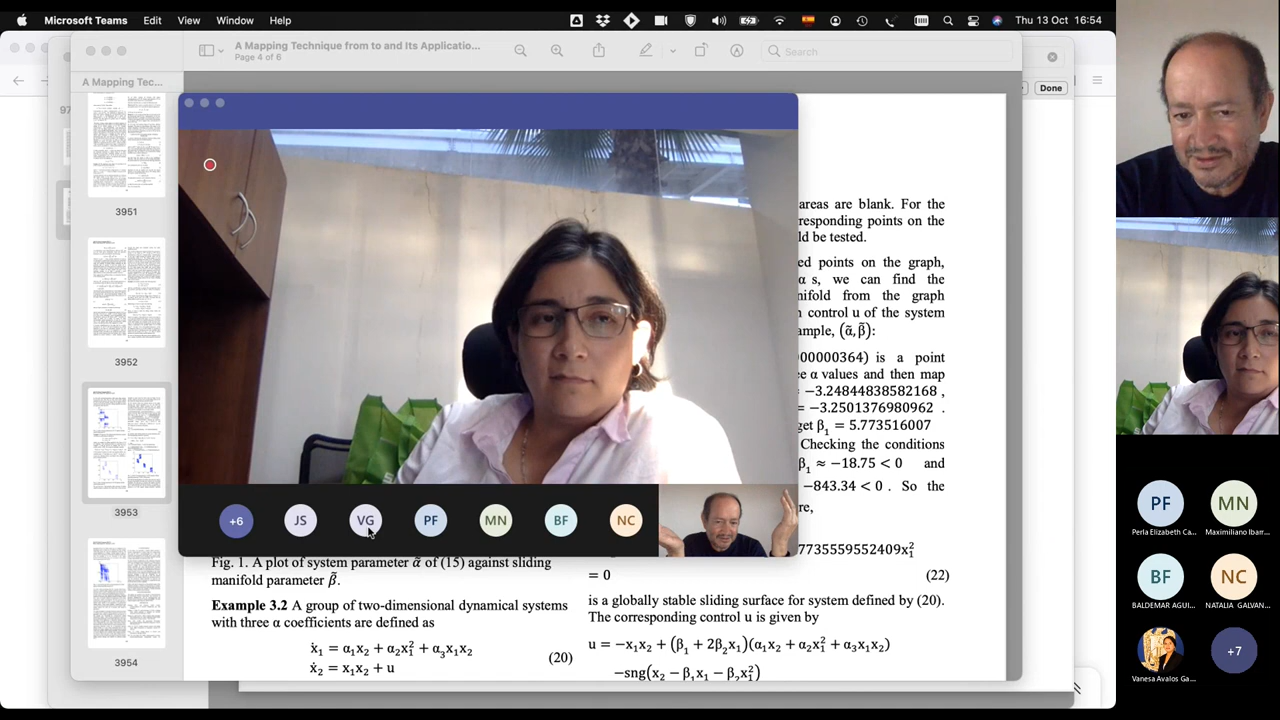 Microsoft Teams Edit View Window Help Thu 13 Oct 16:54
A Mapping Technique from to and Its Applicatio...
Page 4 of 6
Search
A Mapping Tec...
97
Done
3951
3952
3953
3954
areas are blank. For the
responding points on the
ld be tested.
ed points on the graph,
α s, we can find the
nifold from the graph
control u of the system
ample, (α̃, β̃):
000000364) is a point
ee α values and then map
= −3.24844838582168 ,
= −3.2501376980962 .
get β₁ = 5.773516007
Checking the conditions
β₁ ≈ −18.75 < 0 and
−843.34 < 0 . So the
re,
7735559552409x₁²
= 0 (22)
is a globally stable sliding surface for system defined by (20).
The corresponding control u is given by
u = −x₁x₂ + (β₁ + 2β₂x₁)(α₁x₂ + α₂x₁² + α₃x₁x₂)
−sng(x₂ − β₁x₁ − β₂x₁²)
+6 JS VG PF MN BF NC
Fig. 1. A plot of system parameter α̃ of (15) against sliding
manifold parameter β̃.
Example 3.2 A group of two-dimensional dynamical systems
with three α coefficients are defined as
ẋ₁ = α₁x₂ + α₂x₁² + α₃x₁x₂
ẋ₂ = x₁x₂ + u (20)
PF MN
Perla Elizabeth Ca... Maximiliano Ibarr...
BF NC
BALDEMAR AGUI... NATALIA GALVAN...
+7
Vanesa Avalos Ga...